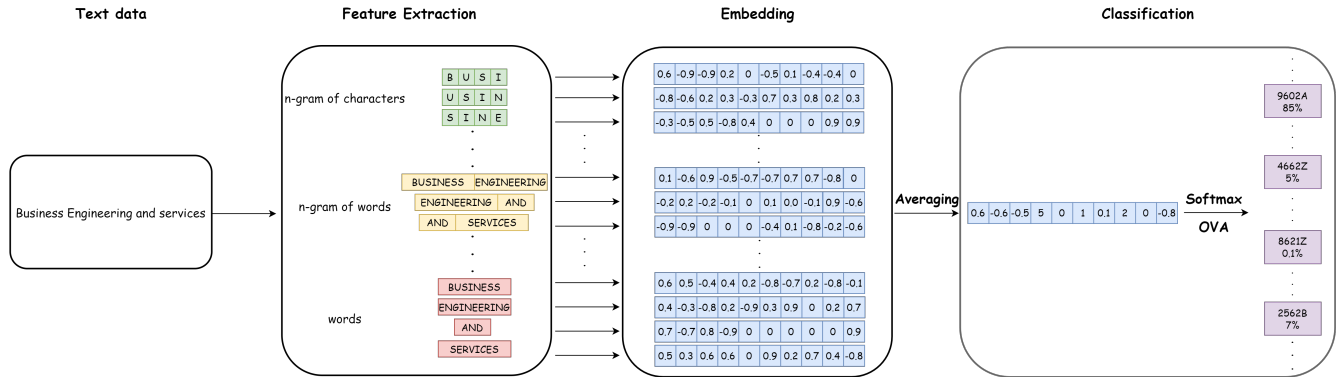 Text data
Feature Extraction
Embedding
Classification
Business Engineering and services
n-gram of characters
B U S I
U S I N
S I N E
n-gram of words
BUSINESS ENGINEERING
ENGINEERING AND
AND SERVICES
words
BUSINESS
ENGINEERING
AND
SERVICES
0.6 -0.9 -0.9 0.2 0 -0.5 0.1 -0.4 -0.4 0
-0.8 -0.6 0.2 0.3 -0.3 0.7 0.3 0.8 0.2 0.3
-0.3 -0.5 0.5 -0.8 0.4 0 0 0 0.9 0.9
0.1 -0.6 0.9 -0.5 -0.7 -0.7 0.7 0.7 -0.8 0
-0.2 0.2 -0.2 -0.1 0 0.1 0.0 -0.1 0.9 -0.6
-0.9 -0.9 0 0 0 -0.4 0.1 -0.8 -0.2 -0.6
0.6 0.5 -0.4 0.4 0.2 -0.8 -0.7 0.2 -0.8 -0.1
0.4 -0.3 -0.8 0.2 -0.9 0.3 0.9 0 0.2 0.7
0.7 -0.7 0.8 -0.9 0 0 0 0 0 0.9
0.5 0.3 0.6 0.6 0 0.9 0.2 0.7 0.4 -0.8
Averaging
0.6 -0.6 -0.5 5 0 1 0.1 2 0 -0.8
Softmax
OVA
9602A
85%
4662Z
5%
8621Z
0,1%
2562B
7%